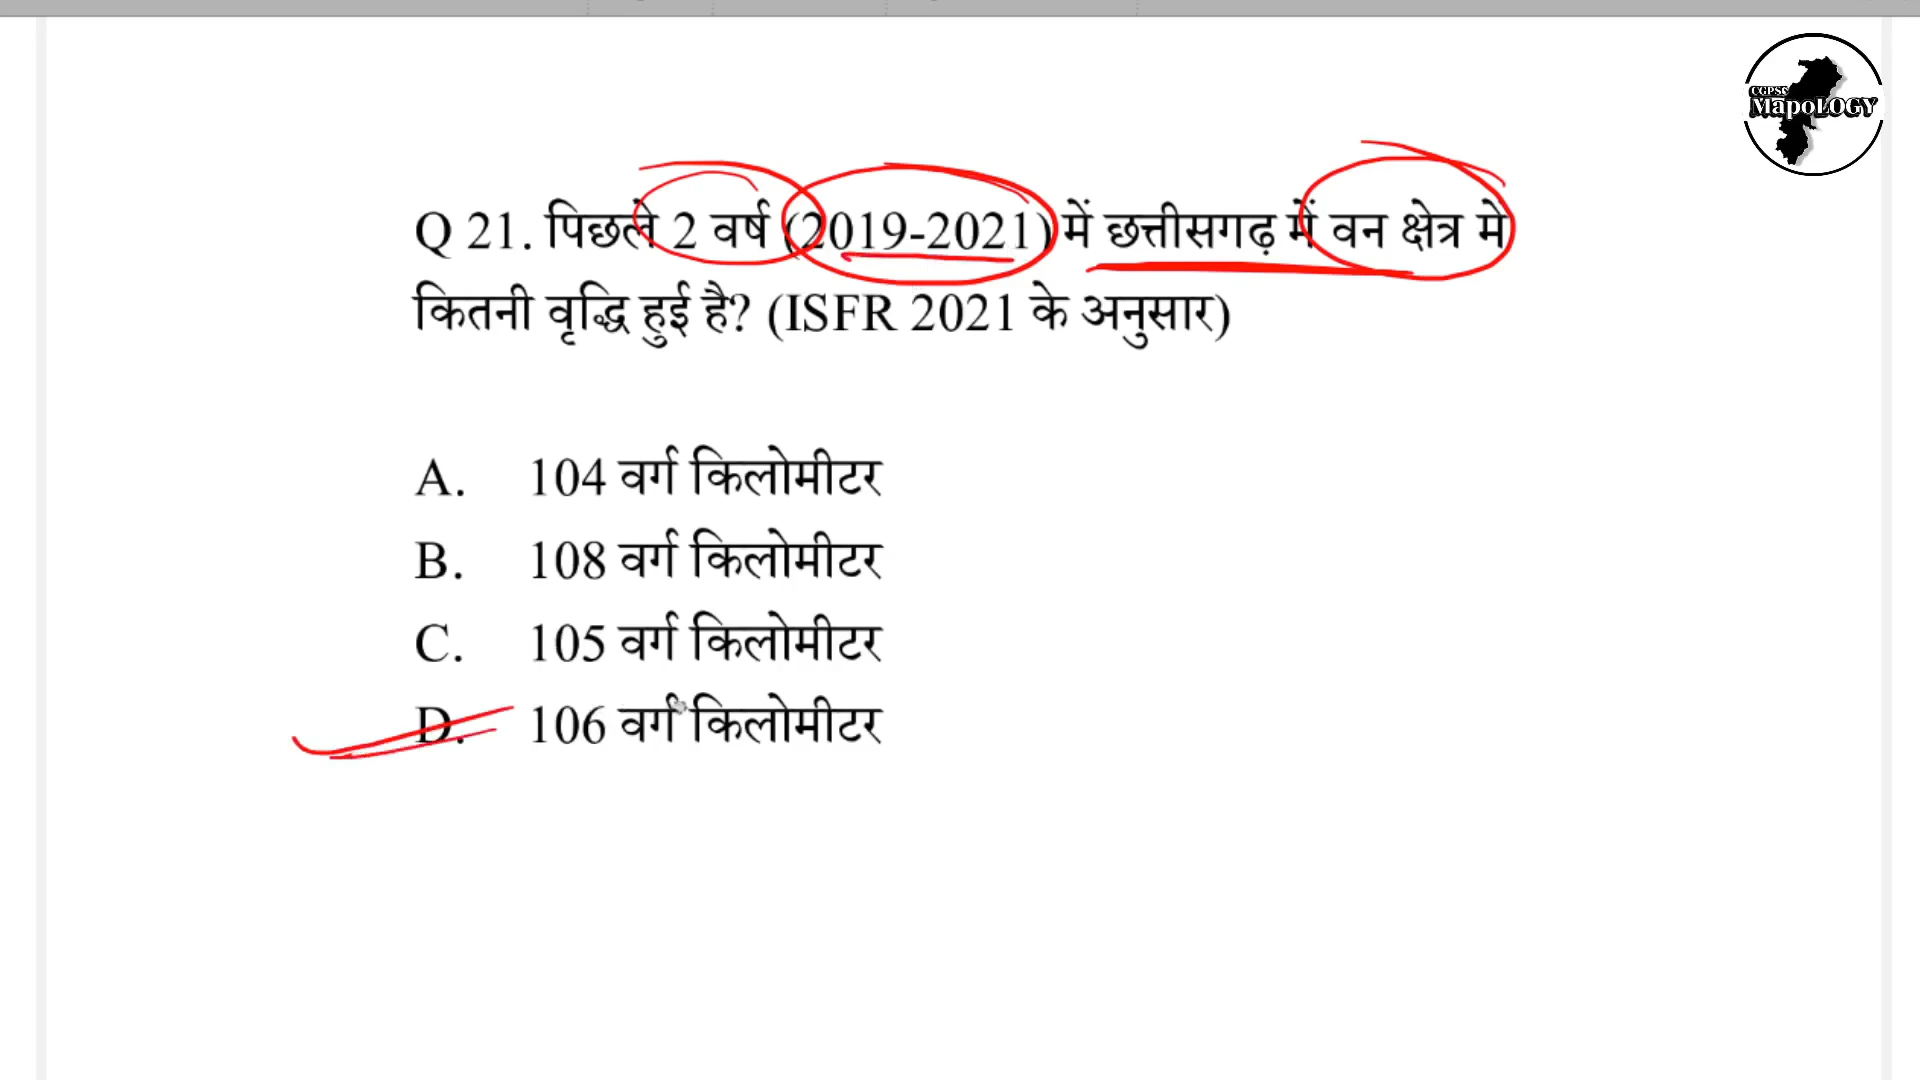 CGPSC
MapoLOGY
Q 21. पिछले 2 वर्ष (2019-2021) में छत्तीसगढ़ में वन क्षेत्र मे
कितनी वृद्धि हुई है? (ISFR 2021 के अनुसार)
A. 104 वर्ग किलोमीटर
B. 108 वर्ग किलोमीटर
C. 105 वर्ग किलोमीटर
D. 106 वर्ग किलोमीटर